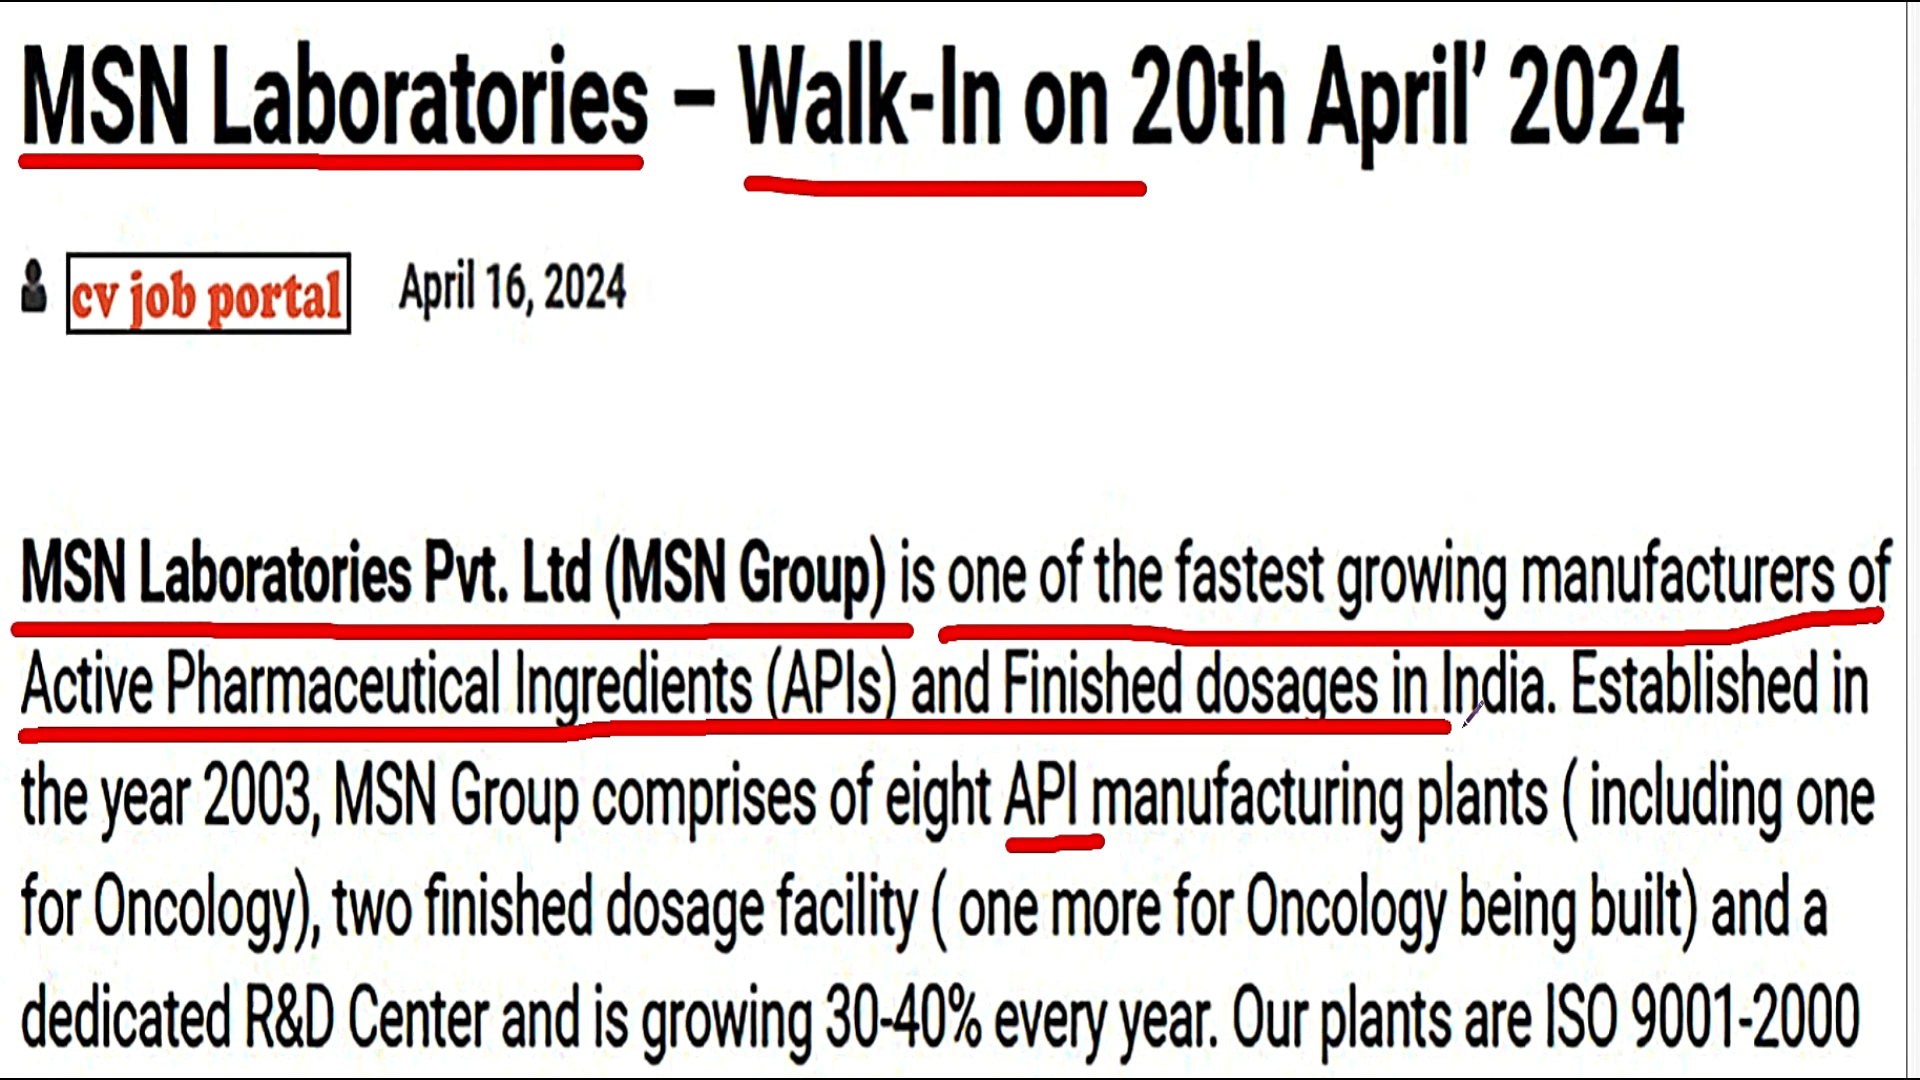 MSN Laboratories – Walk-In on 20th April’ 2024
cv job portal April 16, 2024
MSN Laboratories Pvt. Ltd (MSN Group) is one of the fastest growing manufacturers of
Active Pharmaceutical Ingredients (APIs) and Finished dosages in India. Established in
the year 2003, MSN Group comprises of eight API manufacturing plants ( including one
for Oncology), two finished dosage facility ( one more for Oncology being built) and a
dedicated R&D Center and is growing 30-40% every year. Our plants are ISO 9001-2000